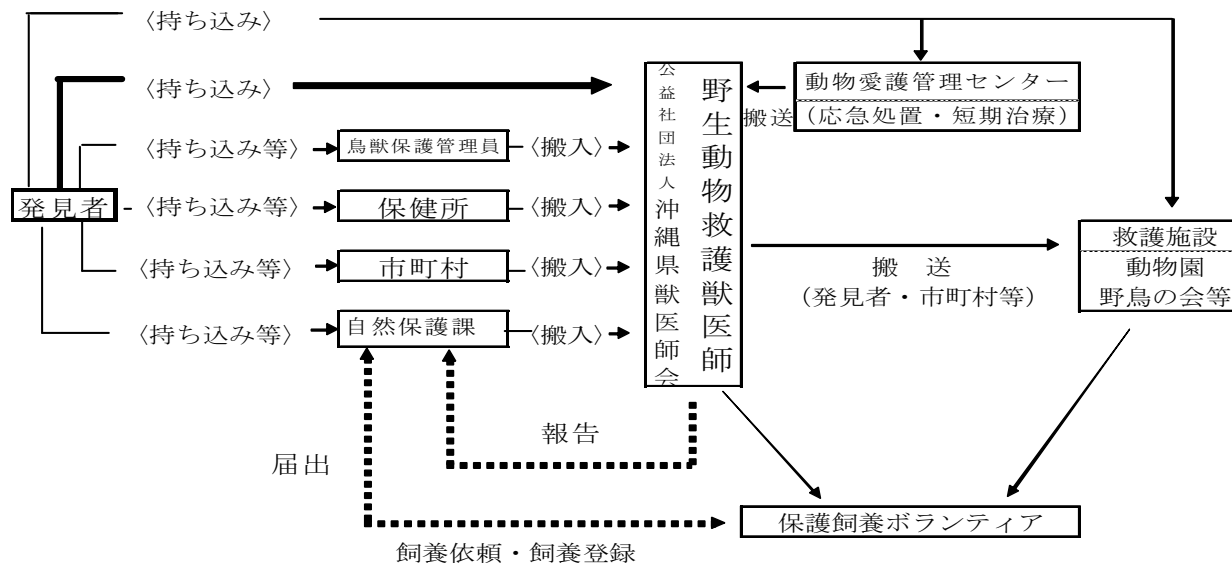 〈持ち込み〉
〈持ち込み〉
動物愛護管理センター
（応急処置・短期治療）
搬送
公益社団法人沖縄県獣医師会
野生動物救護獣医師
〈持ち込み等〉
鳥獣保護管理員
〈搬入〉
発見者
〈持ち込み等〉
保健所
〈搬入〉
〈持ち込み等〉
市町村
〈搬入〉
〈持ち込み等〉
自然保護課
〈搬入〉
搬　送
（発見者・市町村等）
救護施設
動物園
野鳥の会等
報告
届出
保護飼養ボランティア
飼養依頼・飼養登録